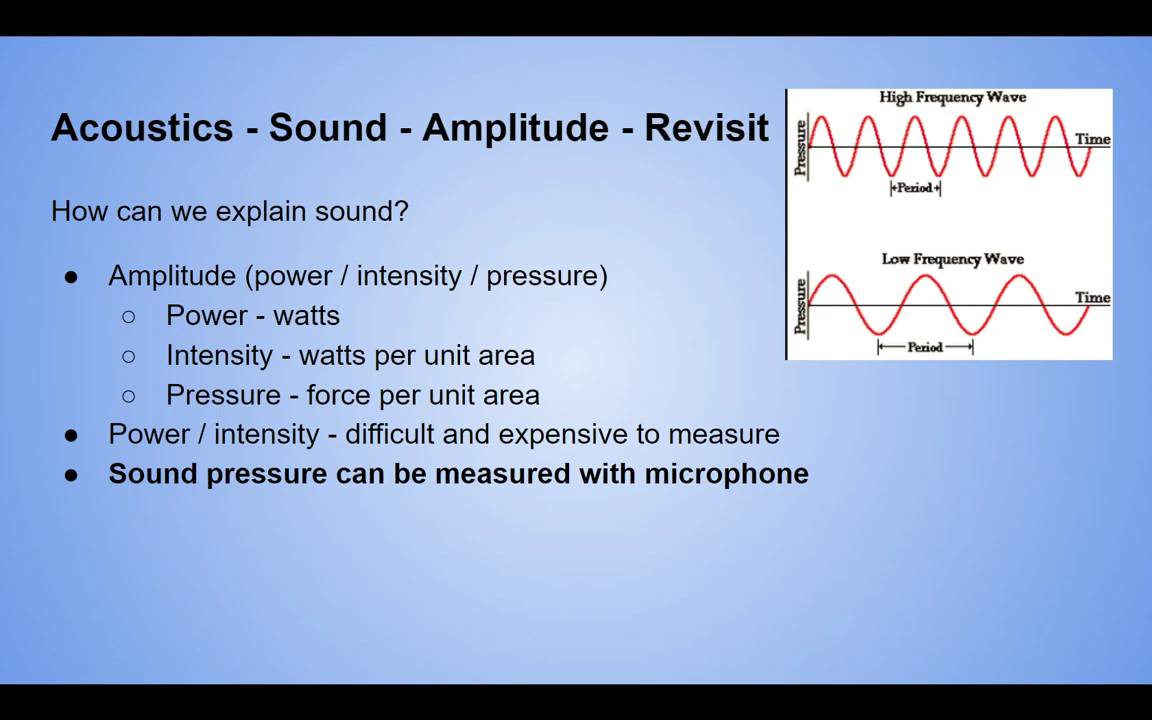 Acoustics - Sound - Amplitude - Revisit
How can we explain sound?
● Amplitude (power / intensity / pressure)
○ Power - watts
○ Intensity - watts per unit area
○ Pressure - force per unit area
● Power / intensity - difficult and expensive to measure
● Sound pressure can be measured with microphone
High Frequency Wave
Pressure
Time
Period
Low Frequency Wave
Pressure
Time
Period